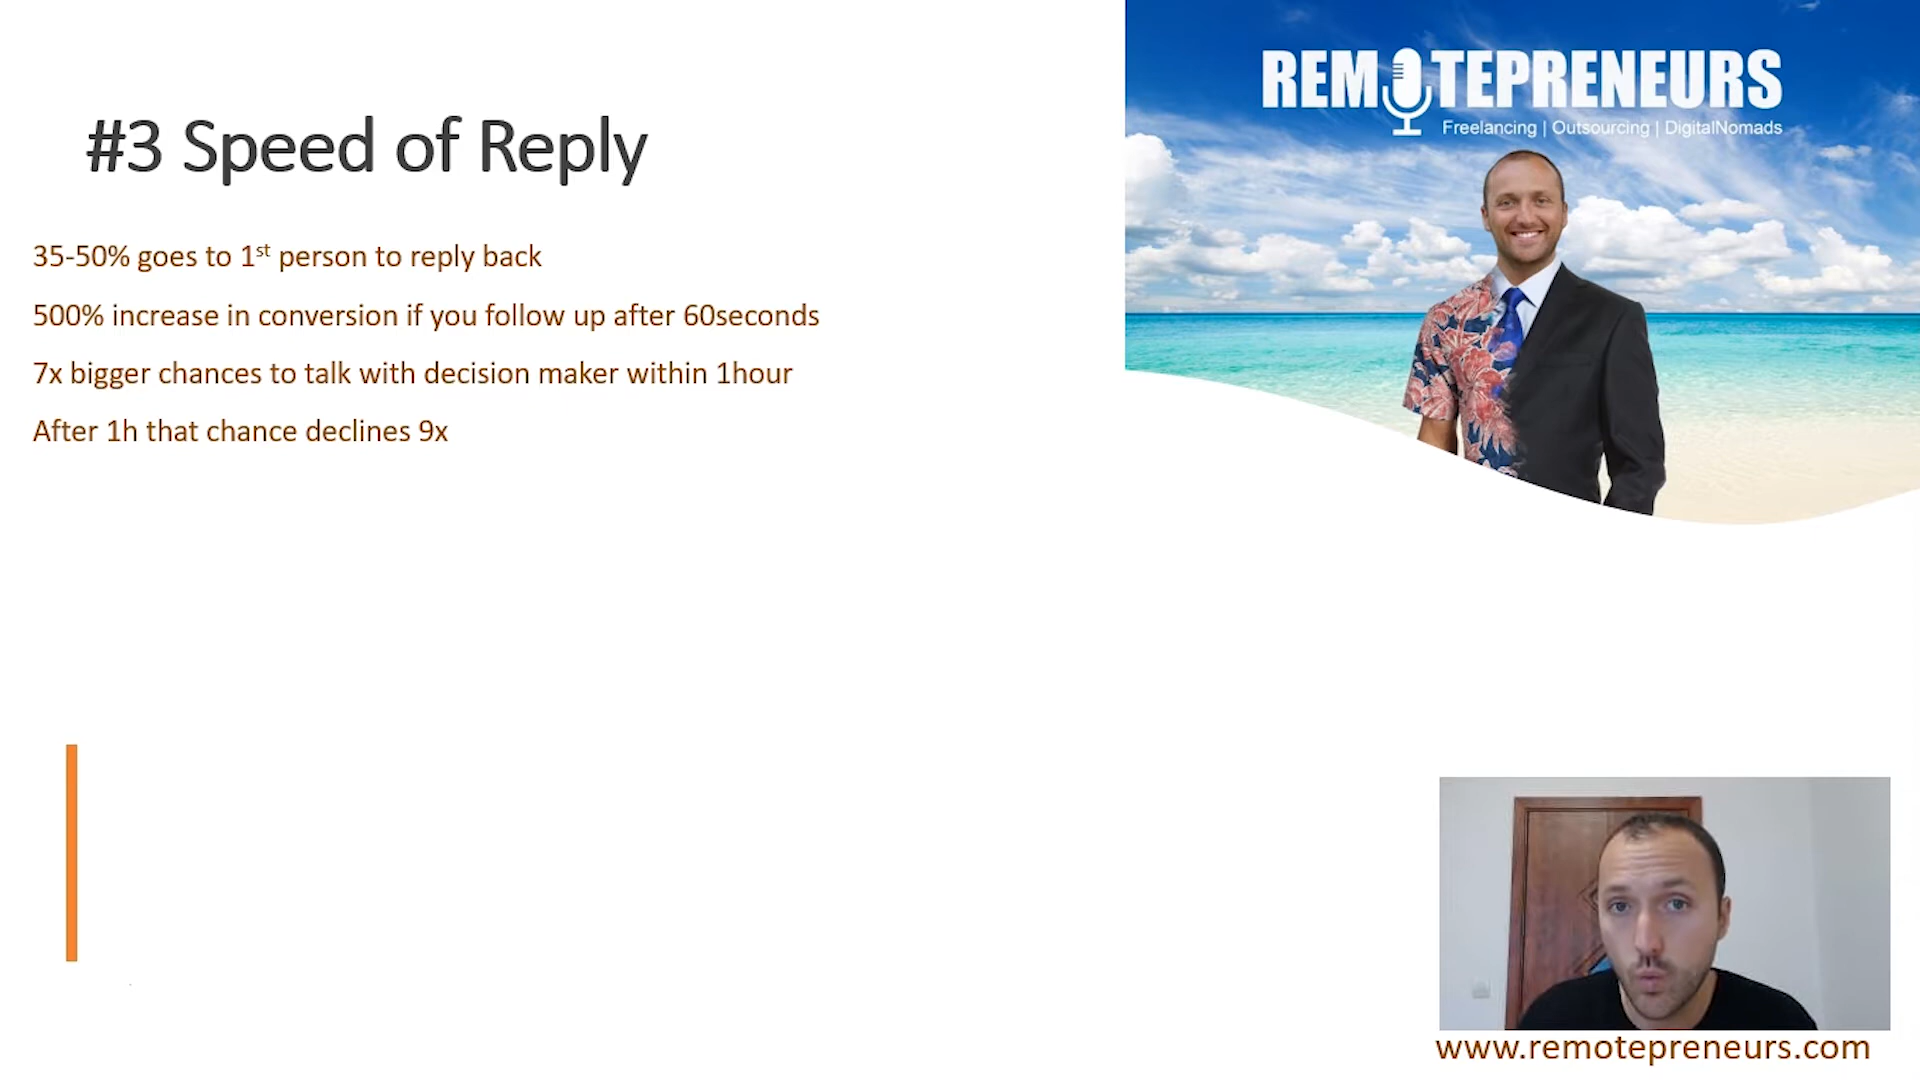 REMOTEPRENEURS
Freelancing | Outsourcing | DigitalNomads
#3 Speed of Reply
35-50% goes to 1st person to reply back
500% increase in conversion if you follow up after 60seconds
7x bigger chances to talk with decision maker within 1hour
After 1h that chance declines 9x
www.remotepreneurs.com